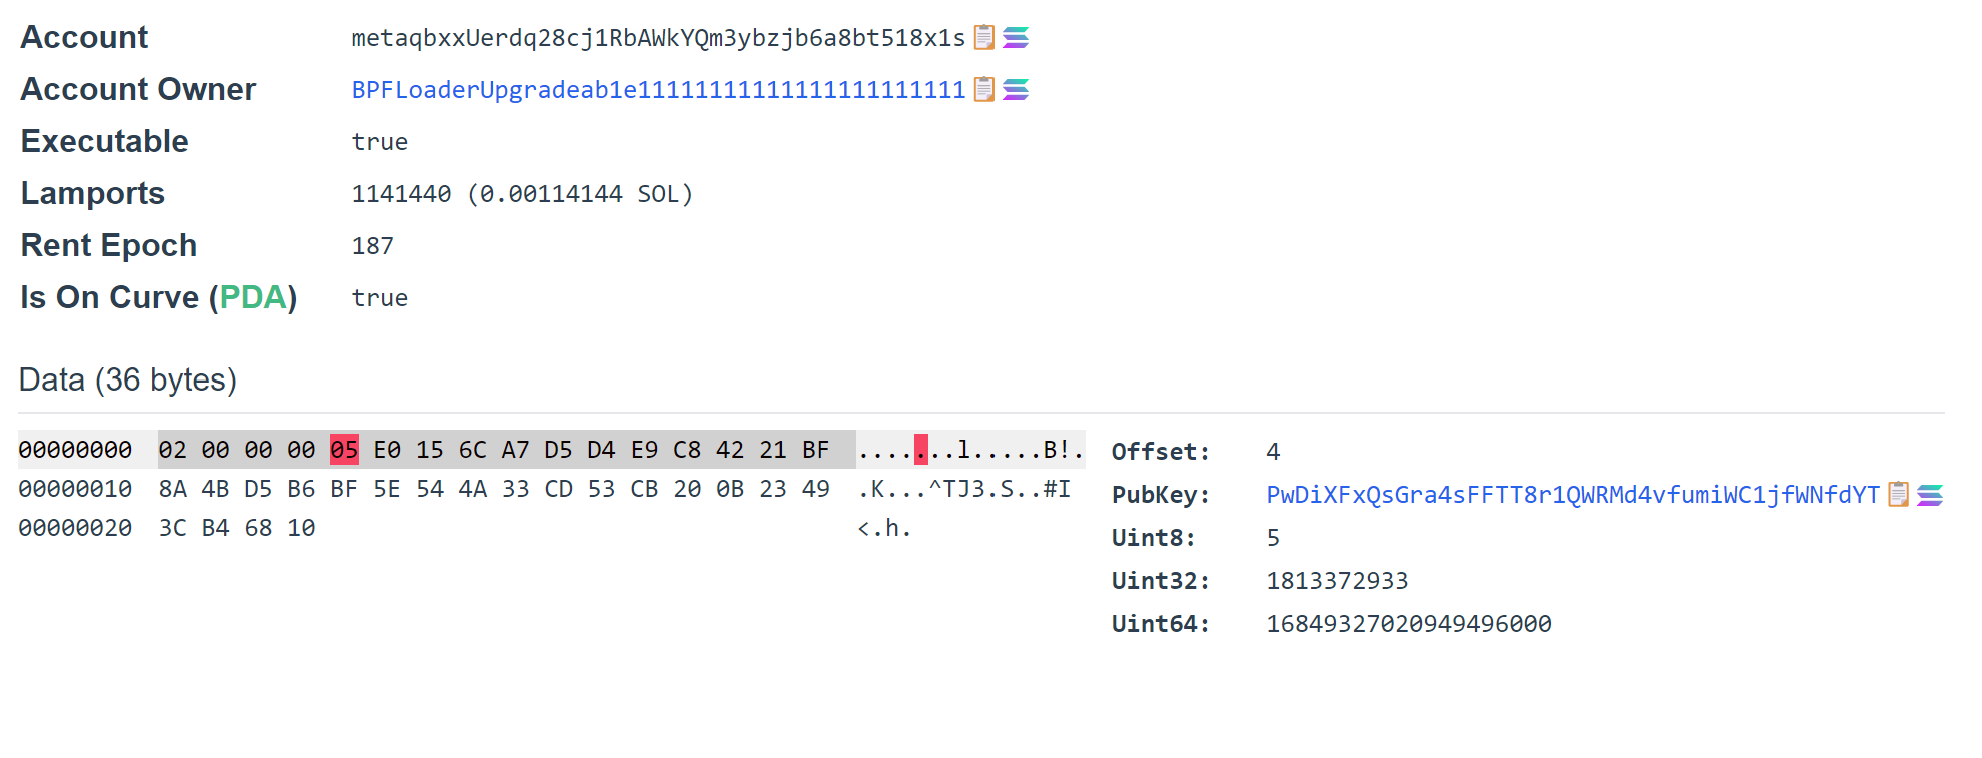 Account metaqbxxUerdq28cj1RbAWkYQm3ybzjb6a8bt518x1s
Account Owner BPFLoaderUpgradeab1e11111111111111111111111
Executable true
Lamports 1141440 (0.00114144 SOL)
Rent Epoch 187
Is On Curve (PDA) true
Data (36 bytes)
00000000 02 00 00 00 05 E0 15 6C A7 D5 D4 E9 C8 42 21 BF .......l.....B!.
00000010 8A 4B D5 B6 BF 5E 54 4A 33 CD 53 CB 20 0B 23 49 .K...^TJ3.S..#I
00000020 3C B4 68 10 <.h.
Offset: 4
PubKey: PwDiXFxQsGra4sFFTT8r1QWRMd4vfumiWC1jfWNfdYT
Uint8: 5
Uint32: 1813372933
Uint64: 16849327020949496000